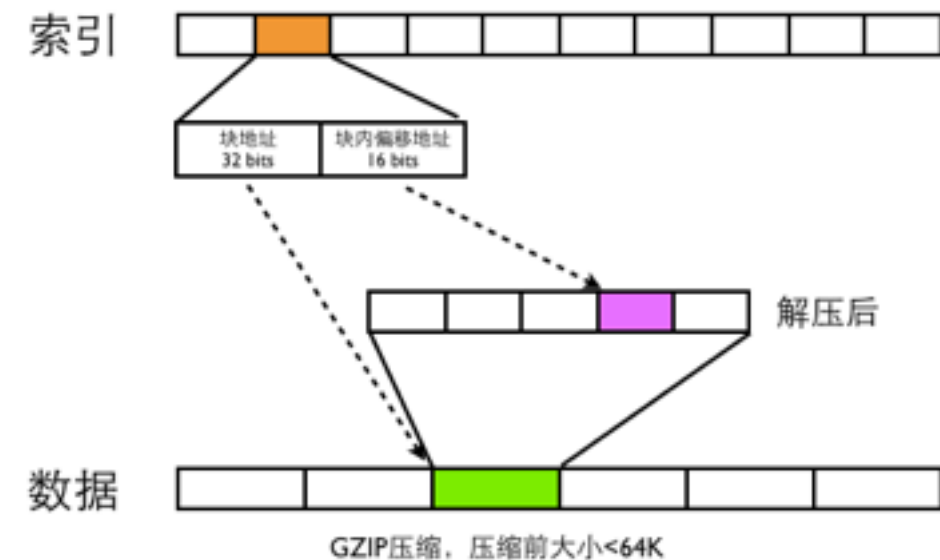 索引
块地址
32 bits
块内偏移地址
16 bits
解压后
数据
GZIP压缩，压缩前大小<64K